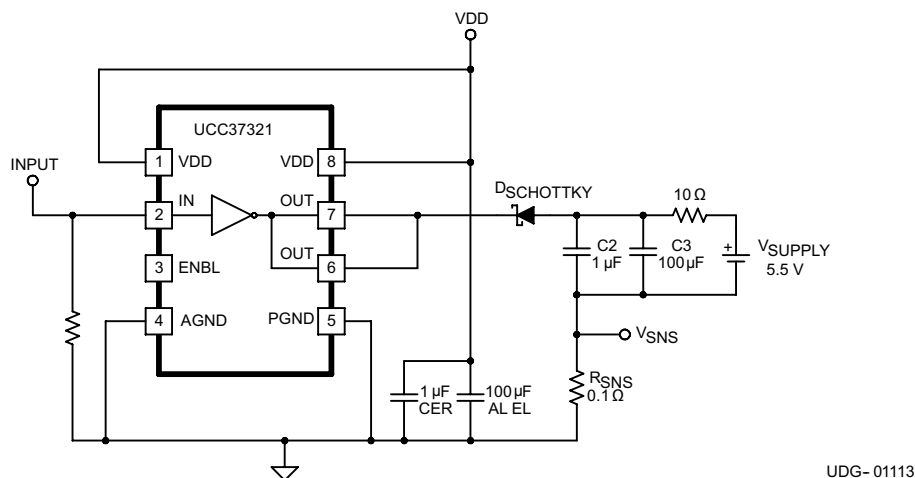 VDD
UCC37321
INPUT
1 VDD VDD 8
2 IN OUT 7
3 ENBL OUT 6
4 AGND PGND 5
DSCHOTTKY
10 Ω
C2
1 µF
C3
100 µF
+
VSUPPLY
5.5 V
VSNS
RSNS
0.1 Ω
1 µF
CER
100 µF
AL EL
UDG-01113